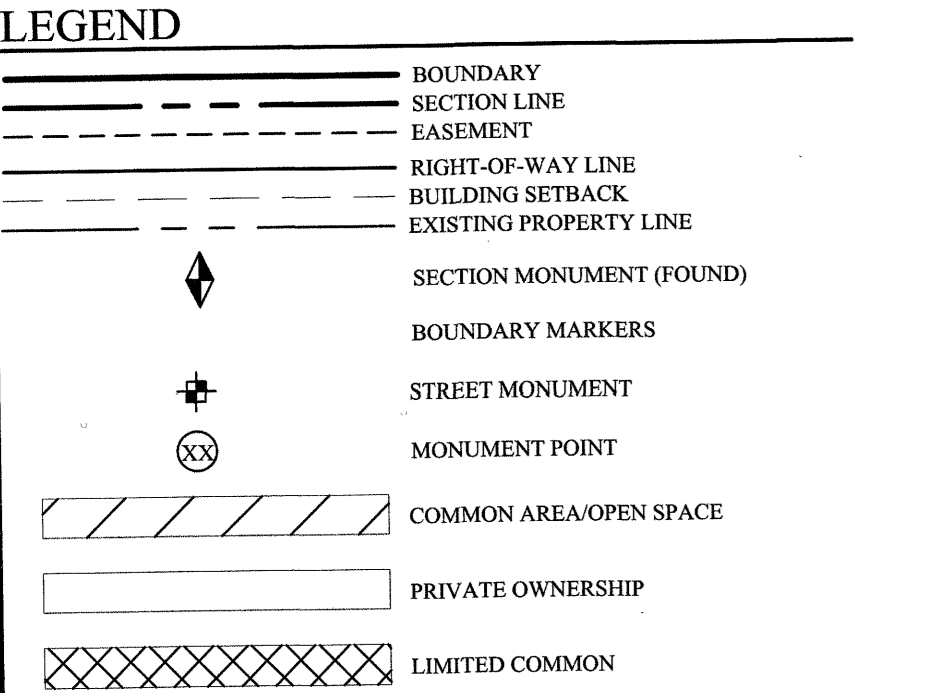 LEGEND
BOUNDARY
SECTION LINE
EASEMENT
RIGHT-OF-WAY LINE
BUILDING SETBACK
EXISTING PROPERTY LINE
SECTION MONUMENT (FOUND)
BOUNDARY MARKERS
STREET MONUMENT
XX MONUMENT POINT
COMMON AREA/OPEN SPACE
PRIVATE OWNERSHIP
LIMITED COMMON